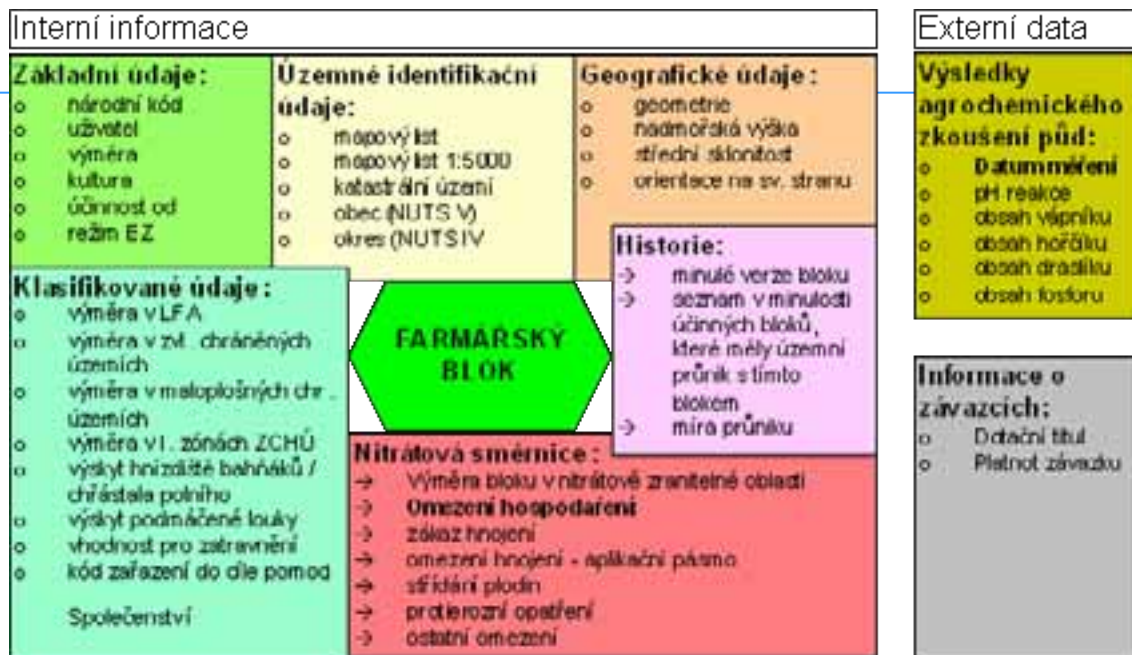 Interní informace
Externí data
Základní údaje:
o národní kód
o uživatel
o výměra
o kultura
o účinnost od
o režim EZ
Územné identifikační
údaje:
o mapový list
o mapový list 1:5000
o katastrální území
o obec (NUTS V)
o okres (NUTS IV
Geografické údaje:
o geometrie
o nadmořská výška
o střední sklonitost
o orientace na sv. stranu
Historie:
→ minulé verze bloku
→ seznam v minulosti
účinných bloků,
které měly územní
průnik s tímto
blokem
→ míra průniku
Klasifikované údaje:
o výměra v LFA
o výměra v zvl. chráněných
územích
o výměra v maloplošných chr.
územích
o výměra v I. zónách ZCHÚ
o výskyt hnízdiště bahňáků /
chřástala polního
o výskyt podmáčené louky
o vhodnost pro zatravnění
o kód zařazení do dle pomod
Společenství
FARMÁŘSKÝ
BLOK
Nitrátová směrnice:
→ Výměra bloku v nitrátově zranitelné oblasti
→ Omezení hospodaření
→ zákaz hnojení
→ omezení hnojení - aplikační pásmo
→ střídání plodin
→ protierozní opatření
→ ostatní omezení
Výsledky
agrochemického
zkoušení půd:
o Datum měření
o pH reakce
o obsah vápníku
o obsah hořčíku
o obsah draslíku
o obsah fosforu
Informace o
závazcích:
o Dotační titul
o Platnot závazku